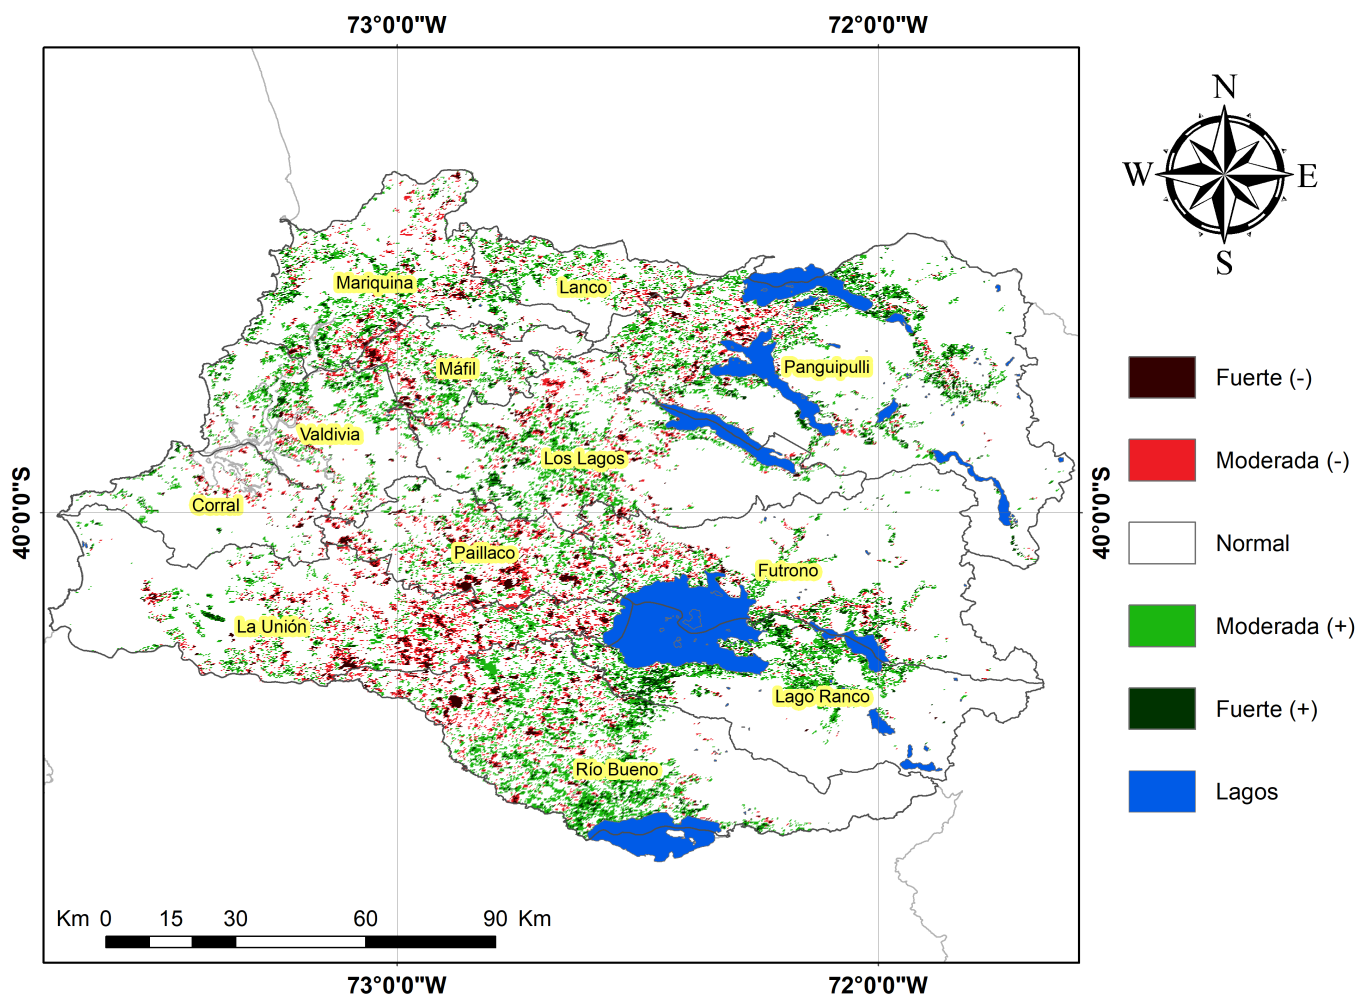 73°0'0"W
72°0'0"W
N
W
E
S
Mariquina
Lanco
Máfil
Panguipulli
Valdivia
Los Lagos
Corral
40°0'0"S
40°0'0"S
Paillaco
Futrono
La Unión
Lago Ranco
Río Bueno
Fuerte (-)
Moderada (-)
Normal
Moderada (+)
Fuerte (+)
Lagos
Km 0 15 30 60 90 Km
73°0'0"W
72°0'0"W